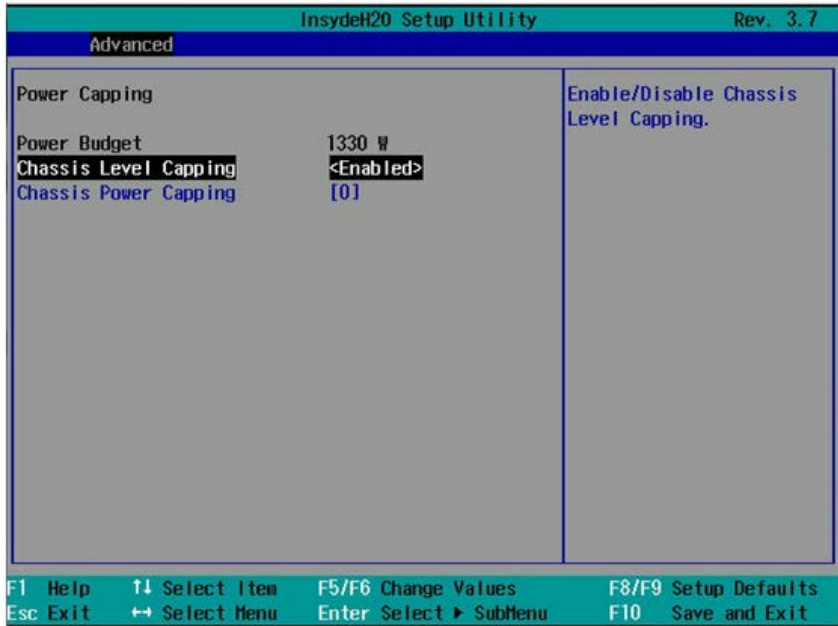 InsydeH20 Setup Utility Rev. 3.7
Advanced
Power Capping
Power Budget 1330 W
Chassis Level Capping <Enabled>
Chassis Power Capping [0]
Enable/Disable Chassis
Level Capping.
F1 Help ↑↓ Select Item F5/F6 Change Values F8/F9 Setup Defaults
Esc Exit ↔ Select Menu Enter Select ▶ SubMenu F10 Save and Exit